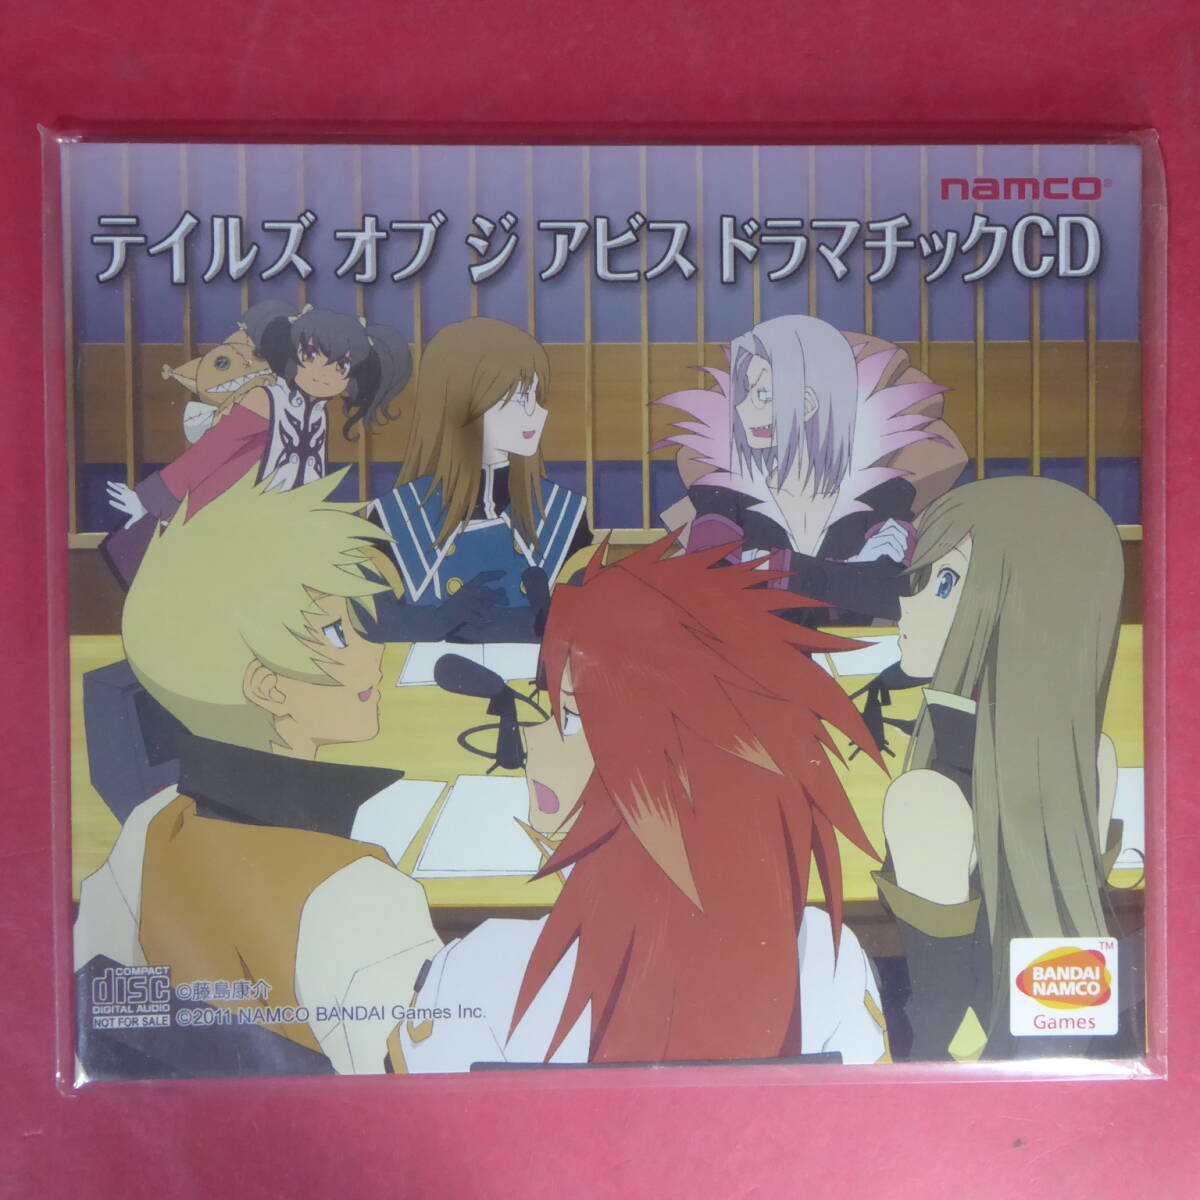 namco®
テイルズ オブ ジ アビス ドラマチックCD
COMPACT
disc
DIGITAL AUDIO
NOT FOR SALE
©藤島康介
©2011 NAMCO BANDAI Games Inc.
BANDAI
NAMCO
Games
TM